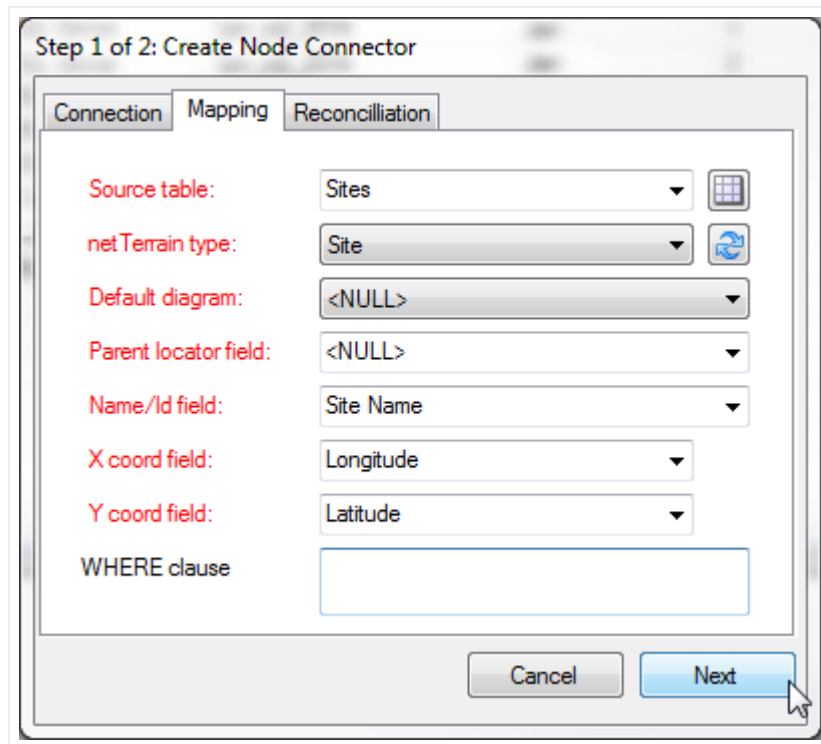 Step 1 of 2: Create Node Connector
Connection Mapping Reconcilliation
Source table: Sites
netTerrain type: Site
Default diagram: <NULL>
Parent locator field: <NULL>
Name/Id field: Site Name
X coord field: Longitude
Y coord field: Latitude
WHERE clause
Cancel Next